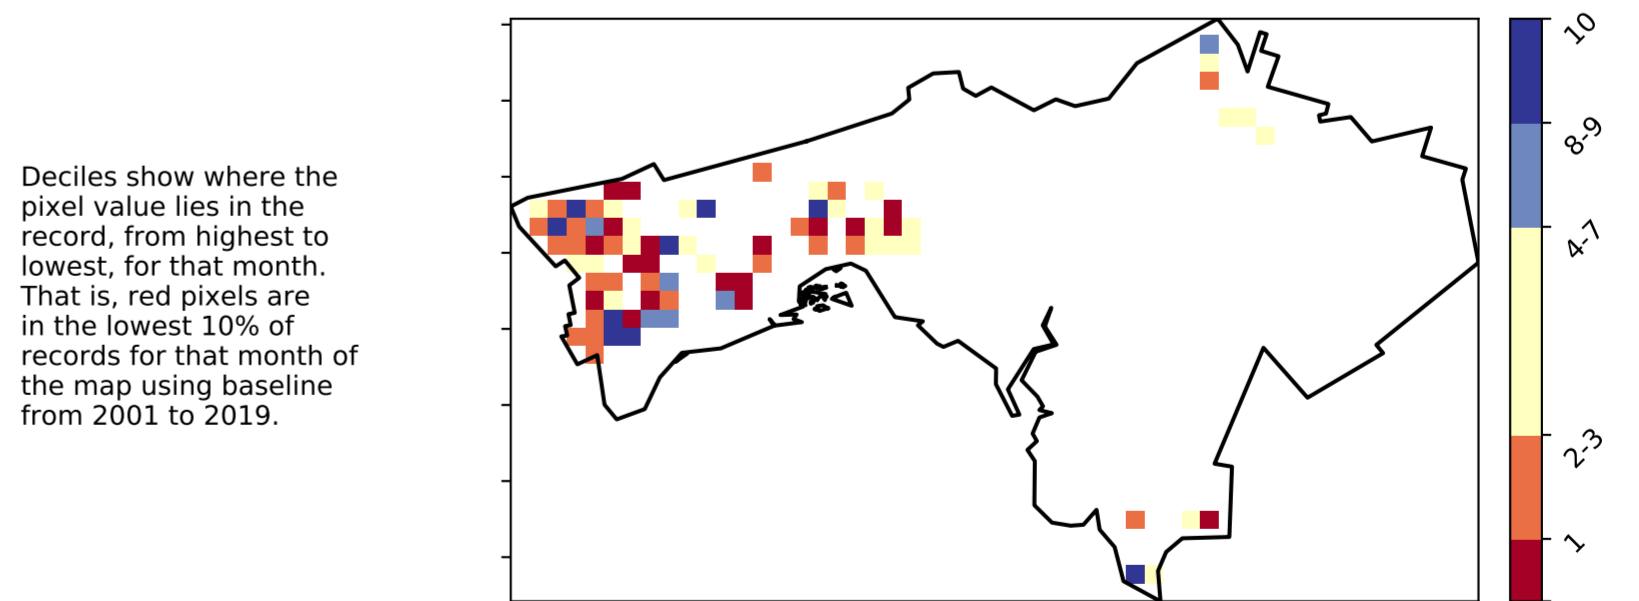 Deciles show where the
pixel value lies in the
record, from highest to
lowest, for that month.
That is, red pixels are
in the lowest 10% of
records for that month of
the map using baseline
from 2001 to 2019.
10
8-9
4-7
2-3
1